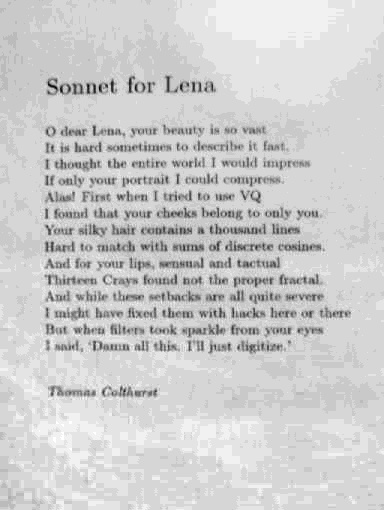 Sonnet for Lena
O dear Lena, your beauty is so vast
It is hard sometimes to describe it fast.
I thought the entire world I would impress
If only your portrait I could compress.
Alas! First when I tried to use VQ
I found that your cheeks belong to only you.
Your silky hair contains a thousand lines
Hard to match with sums of discrete cosines.
And for your lips, sensual and tactual
Thirteen Crays found not the proper fractal.
And while these setbacks are all quite severe
I might have fixed them with hacks here or there
But when filters took sparkle from your eyes
I said, 'Damn all this. I'll just digitize.'
Thomas Colthurst